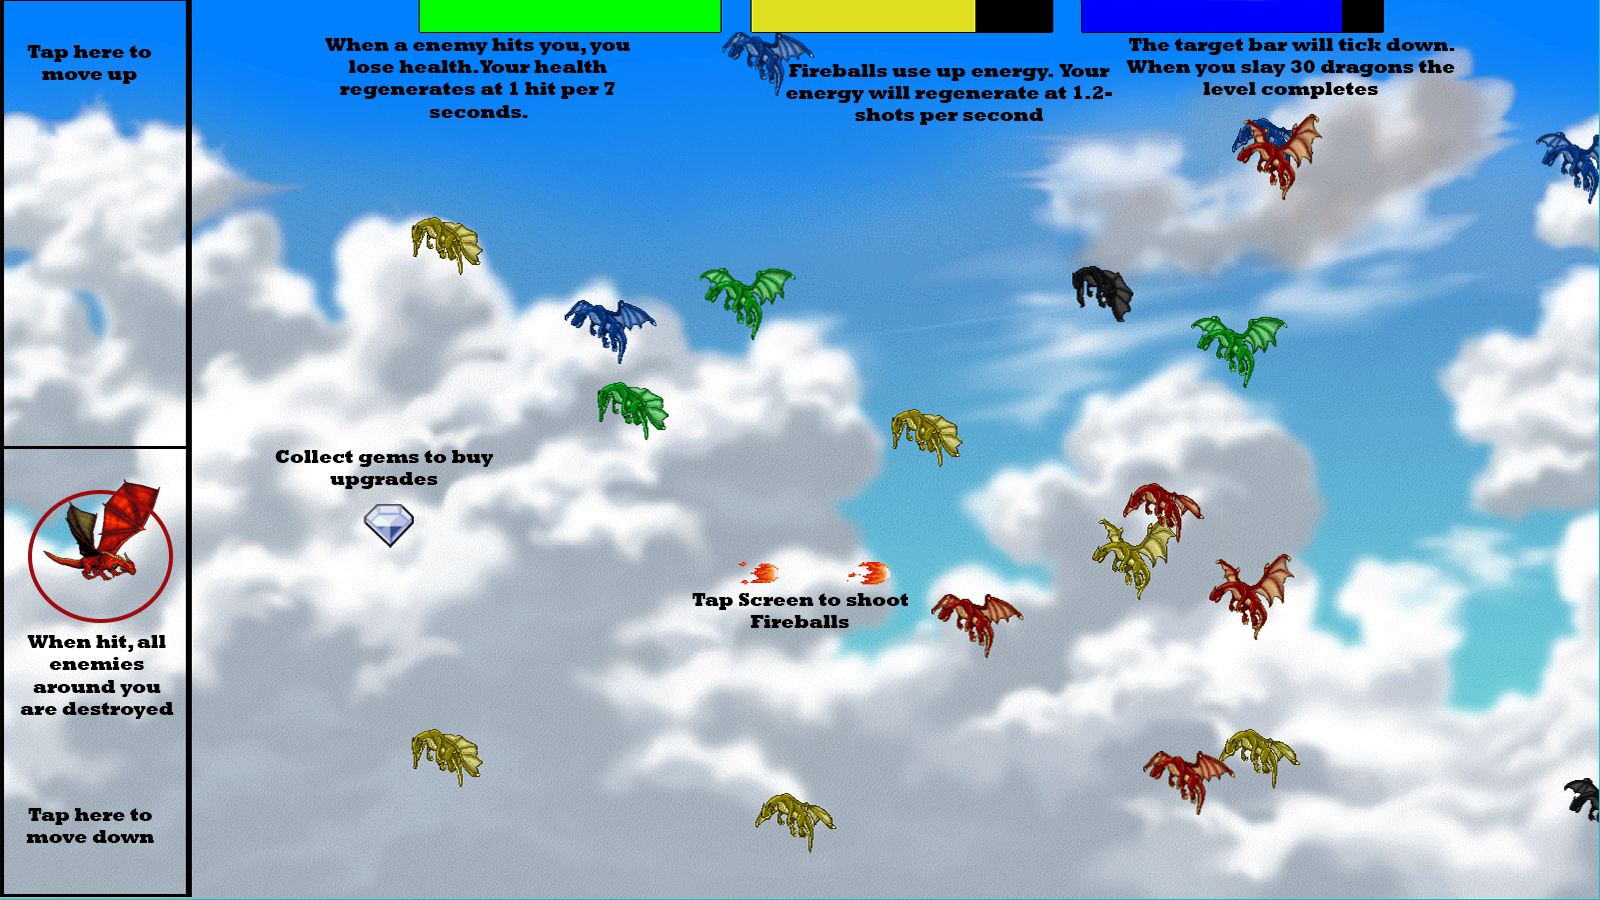 Tap here to
move up
When a enemy hits you, you
lose health.Your health
regenerates at 1 hit per 7
seconds.
Fireballs use up energy. Your
energy will regenerate at 1.2-
shots per second
The target bar will tick down.
When you slay 30 dragons the
level completes
Collect gems to buy
upgrades
Tap Screen to shoot
Fireballs
When hit, all
enemies
around you
are destroyed
Tap here to
move down